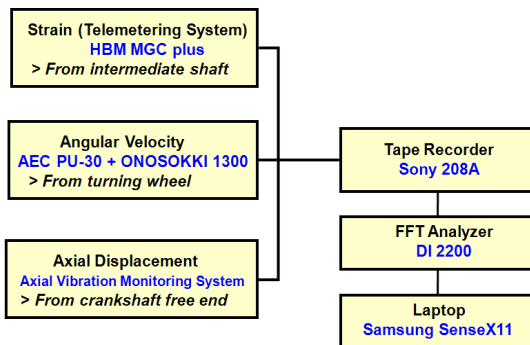 Strain (Telemetering System)
HBM MGC plus
> From intermediate shaft
Angular Velocity
AEC PU-30 + ONOSOKKI 1300
> From turning wheel
Axial Displacement
Axial Vibration Monitoring System
> From crankshaft free end
Tape Recorder
Sony 208A
FFT Analyzer
DI 2200
Laptop
Samsung SenseX11